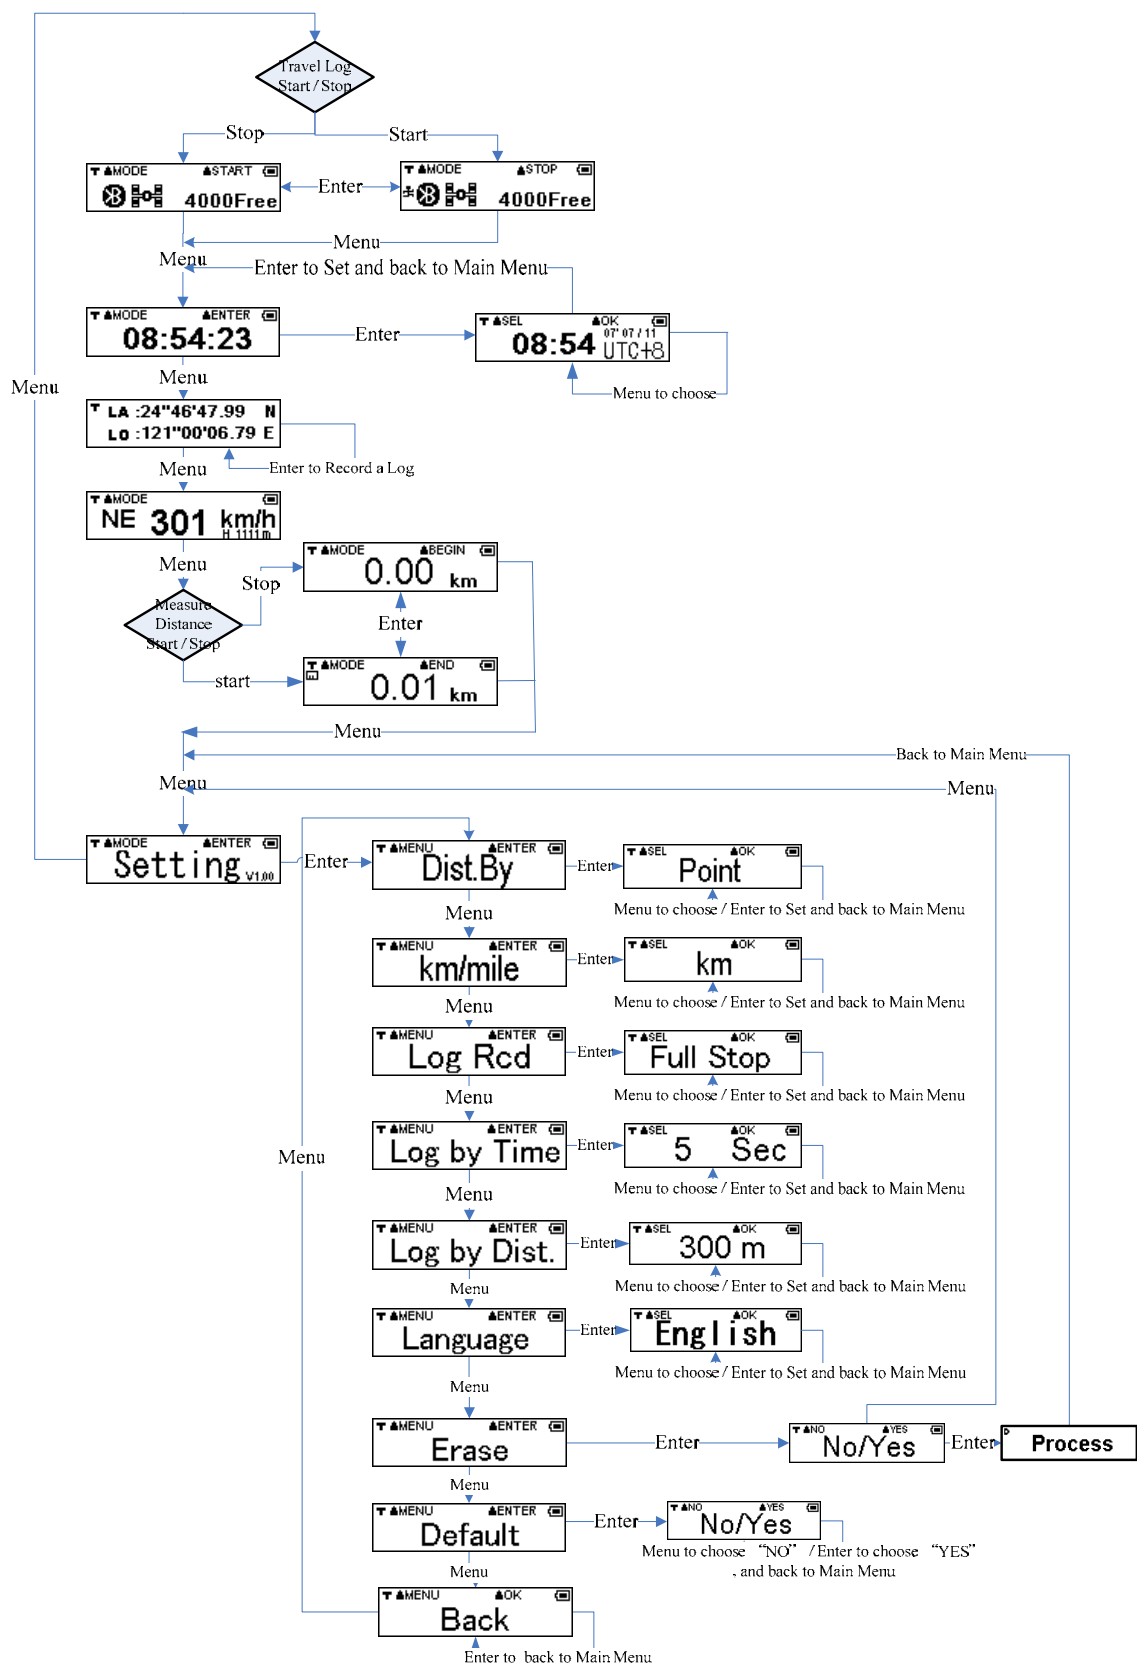 Travel Log
Start / Stop
Stop
Start
MODE START
4000Free
Enter
MODE STOP
4000Free
Menu
Menu
Enter to Set and back to Main Menu
MODE ENTER
08:54:23
Enter
SEL OK
08:54 07' 07 / 11
UTC+8
Menu to choose
Menu
Menu
LA :24"46'47.99 N
LO :121"00'06.79 E
Enter to Record a Log
Menu
MODE
NE 301 km/h
H 1111m
Menu
Measure
Distance
Start / Stop
Stop
MODE BEGIN
0.00 km
Enter
start
MODE END
0.01 km
Menu
Back to Main Menu
Menu
Menu
MODE ENTER
Setting V1.00
Enter
MENU ENTER
Dist.By
Enter
SEL OK
Point
Menu to choose / Enter to Set and back to Main Menu
Menu
MENU ENTER
km/mile
Enter
SEL OK
km
Menu to choose / Enter to Set and back to Main Menu
Menu
MENU ENTER
Log Rcd
Enter
SEL OK
Full Stop
Menu to choose / Enter to Set and back to Main Menu
Menu
MENU ENTER
Log by Time
Enter
SEL OK
5 Sec
Menu to choose / Enter to Set and back to Main Menu
Menu
Menu
MENU ENTER
Log by Dist.
Enter
SEL OK
300 m
Menu to choose / Enter to Set and back to Main Menu
Menu
MENU ENTER
Language
Enter
SEL OK
English
Menu to choose / Enter to Set and back to Main Menu
Menu
MENU ENTER
Erase
Enter
NO YES
No/Yes
Enter
Process
Menu
MENU ENTER
Default
Enter
NO YES
No/Yes
Menu to choose “NO” / Enter to choose “YES”
, and back to Main Menu
Menu
MENU OK
Back
Enter to back to Main Menu